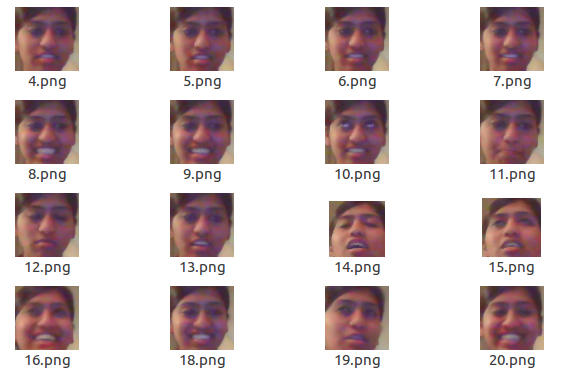 4.png 5.png 6.png 7.png
8.png 9.png 10.png 11.png
12.png 13.png 14.png 15.png
16.png 18.png 19.png 20.png